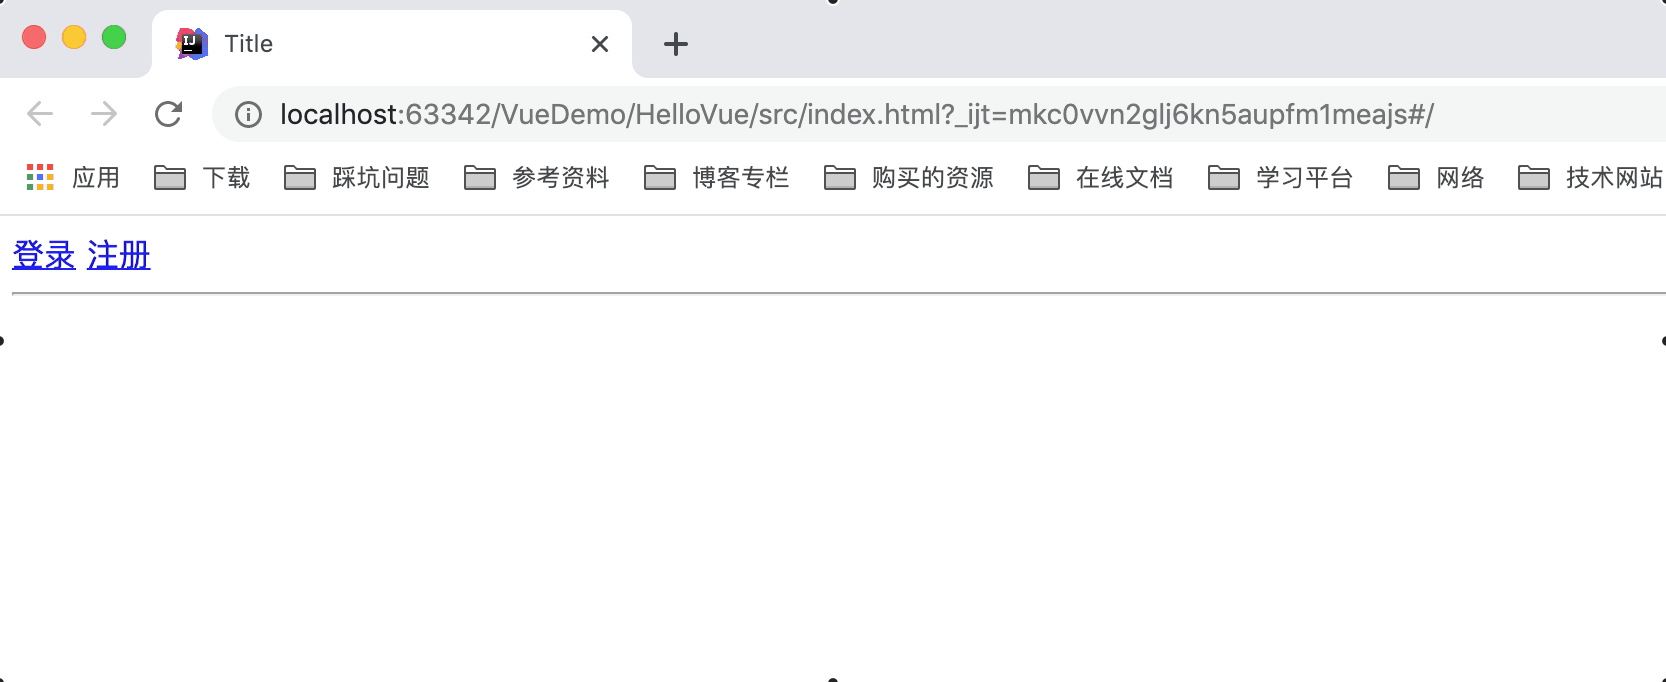 Title
localhost:63342/VueDemo/HelloVue/src/index.html?_ijt=mkc0vvn2glj6kn5aupfm1meajs#/
应用 下载 踩坑问题 参考资料 博客专栏 购买的资源 在线文档 学习平台 网络 技术网站
登录 注册